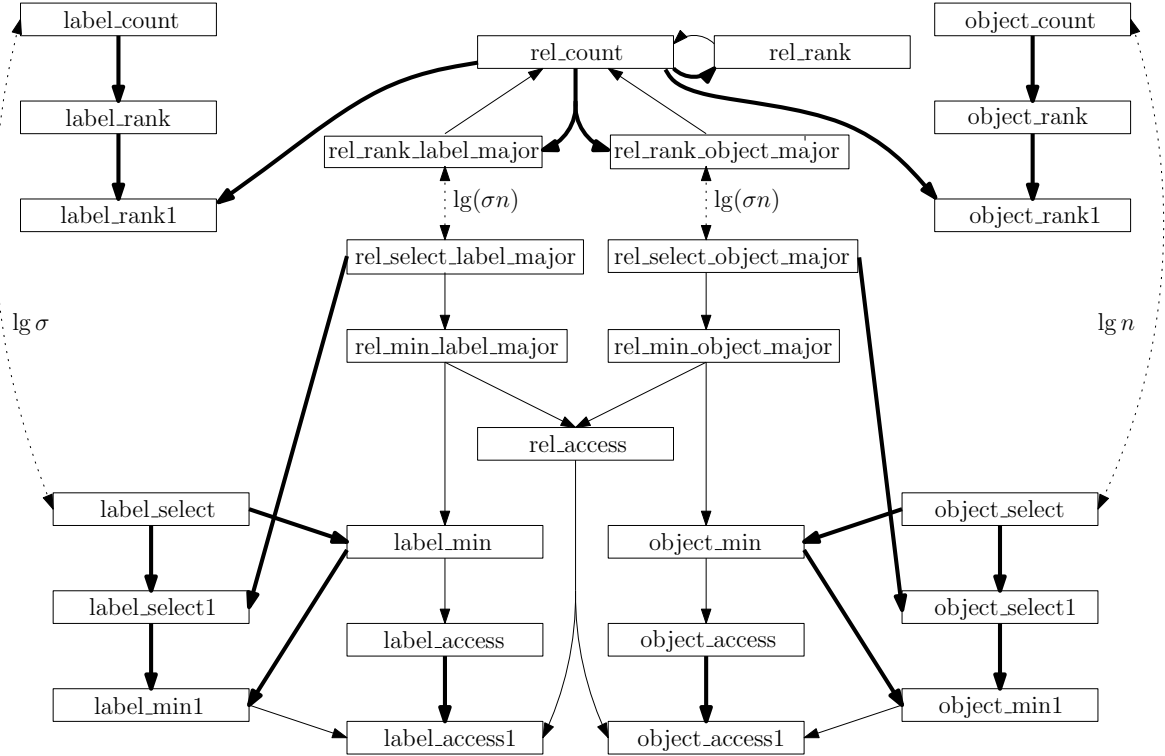 label_count
object_count
rel_count
rel_rank
label_rank
object_rank
rel_rank_label_major
rel_rank_object_major
lg(σn)
lg(σn)
label_rank1
object_rank1
rel_select_label_major
rel_select_object_major
lg σ
lg n
rel_min_label_major
rel_min_object_major
rel_access
label_select
object_select
label_min
object_min
label_select1
object_select1
label_access
object_access
label_min1
object_min1
label_access1
object_access1